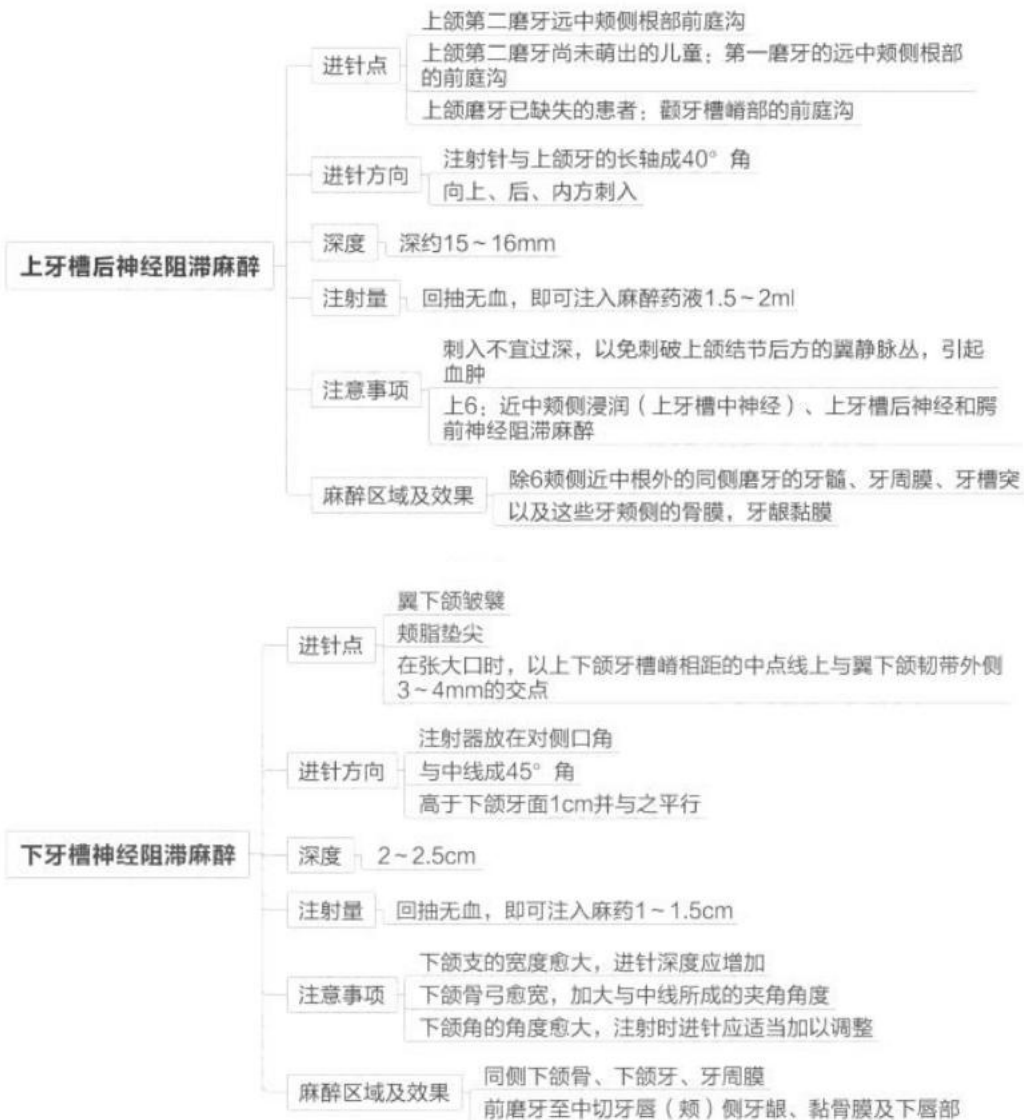 上牙槽后神经阻滞麻醉
进针点
上颌第二磨牙远中颊侧根部前庭沟
上颌第二磨牙尚未萌出的儿童：第一磨牙的远中颊侧根部
的前庭沟
上颌磨牙已缺失的患者：颧牙槽嵴部的前庭沟
进针方向
注射针与上颌牙的长轴成40°角
向上、后、内方刺入
深度
深约15～16mm
注射量
回抽无血，即可注入麻醉药液1.5～2ml
注意事项
刺入不宜过深，以免刺破上颌结节后方的翼静脉丛，引起
血肿
上6：近中颊侧浸润（上牙槽中神经）、上牙槽后神经和腭
前神经阻滞麻醉
麻醉区域及效果
除6颊侧近中根外的同侧磨牙的牙髓、牙周膜、牙槽突
以及这些牙颊侧的骨膜，牙龈黏膜
下牙槽神经阻滞麻醉
进针点
翼下颌皱襞
颊脂垫尖
在张大口时，以上下颌牙槽嵴相距的中点线上与翼下颌韧带外侧
3～4mm的交点
进针方向
注射器放在对侧口角
与中线成45°角
高于下颌牙面1cm并与之平行
深度
2～2.5cm
注射量
回抽无血，即可注入麻药1～1.5cm
注意事项
下颌支的宽度愈大，进针深度应增加
下颌骨弓愈宽，加大与中线所成的夹角角度
下颌角的角度愈大，注射时进针应适当加以调整
麻醉区域及效果
同侧下颌骨、下颌牙、牙周膜
前磨牙至中切牙唇（颊）侧牙龈、黏骨膜及下唇部